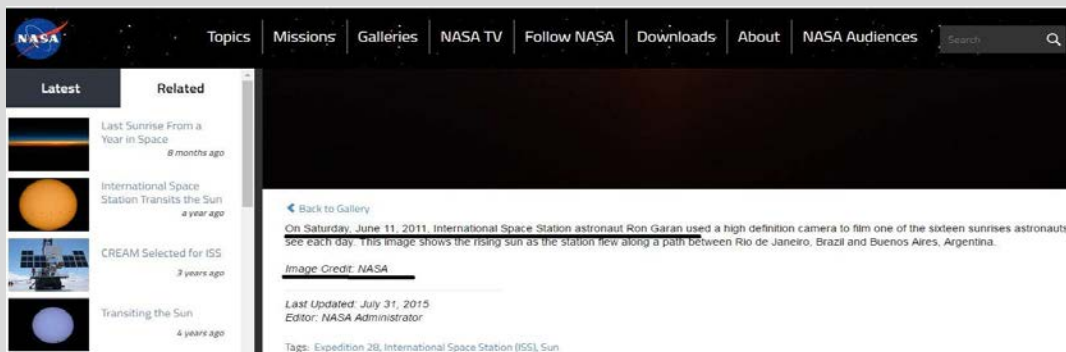 NASA
Topics Missions Galleries NASA TV Follow NASA Downloads About NASA Audiences Search
Latest Related
Last Sunrise From a
Year in Space
8 months ago
International Space
Station Transits the Sun
a year ago
CREAM Selected for ISS
3 years ago
Transiting the Sun
4 years ago
Back to Gallery
On Saturday, June 11, 2011, International Space Station astronaut Ron Garan used a high definition camera to film one of the sixteen sunrises astronauts
see each day. This image shows the rising sun as the station flew along a path between Rio de Janeiro, Brazil and Buenos Aires, Argentina.
Image Credit: NASA
Last Updated: July 31, 2015
Editor: NASA Administrator
Tags: Expedition 28, International Space Station (ISS), Sun